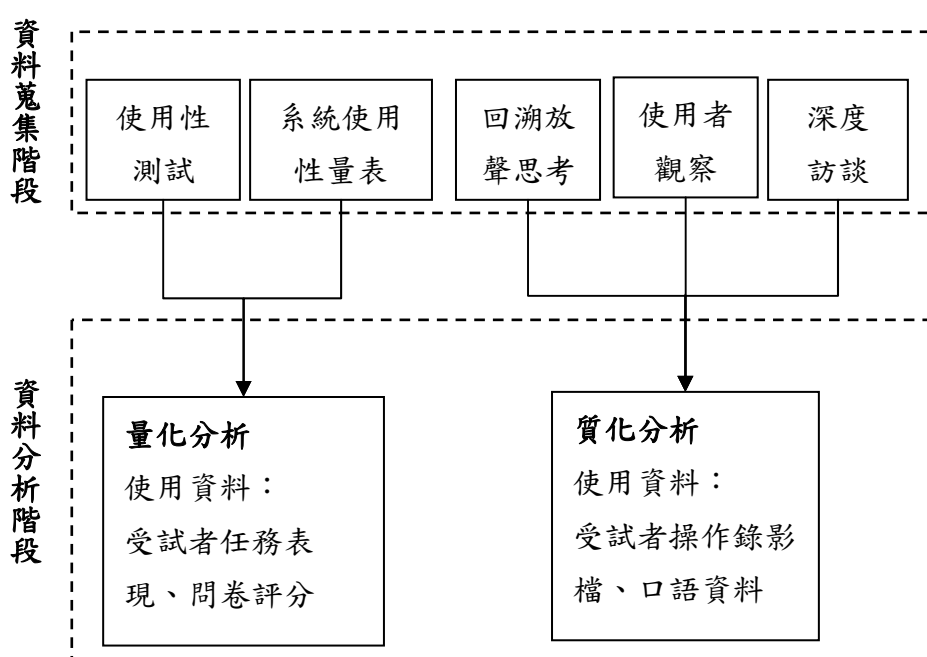 資料蒐集階段
使用性
測試
系統使用
性量表
回溯放
聲思考
使用者
觀察
深度
訪談
資料分析階段
量化分析
使用資料：
受試者任務表
現、問卷評分
質化分析
使用資料：
受試者操作錄影
檔、口語資料